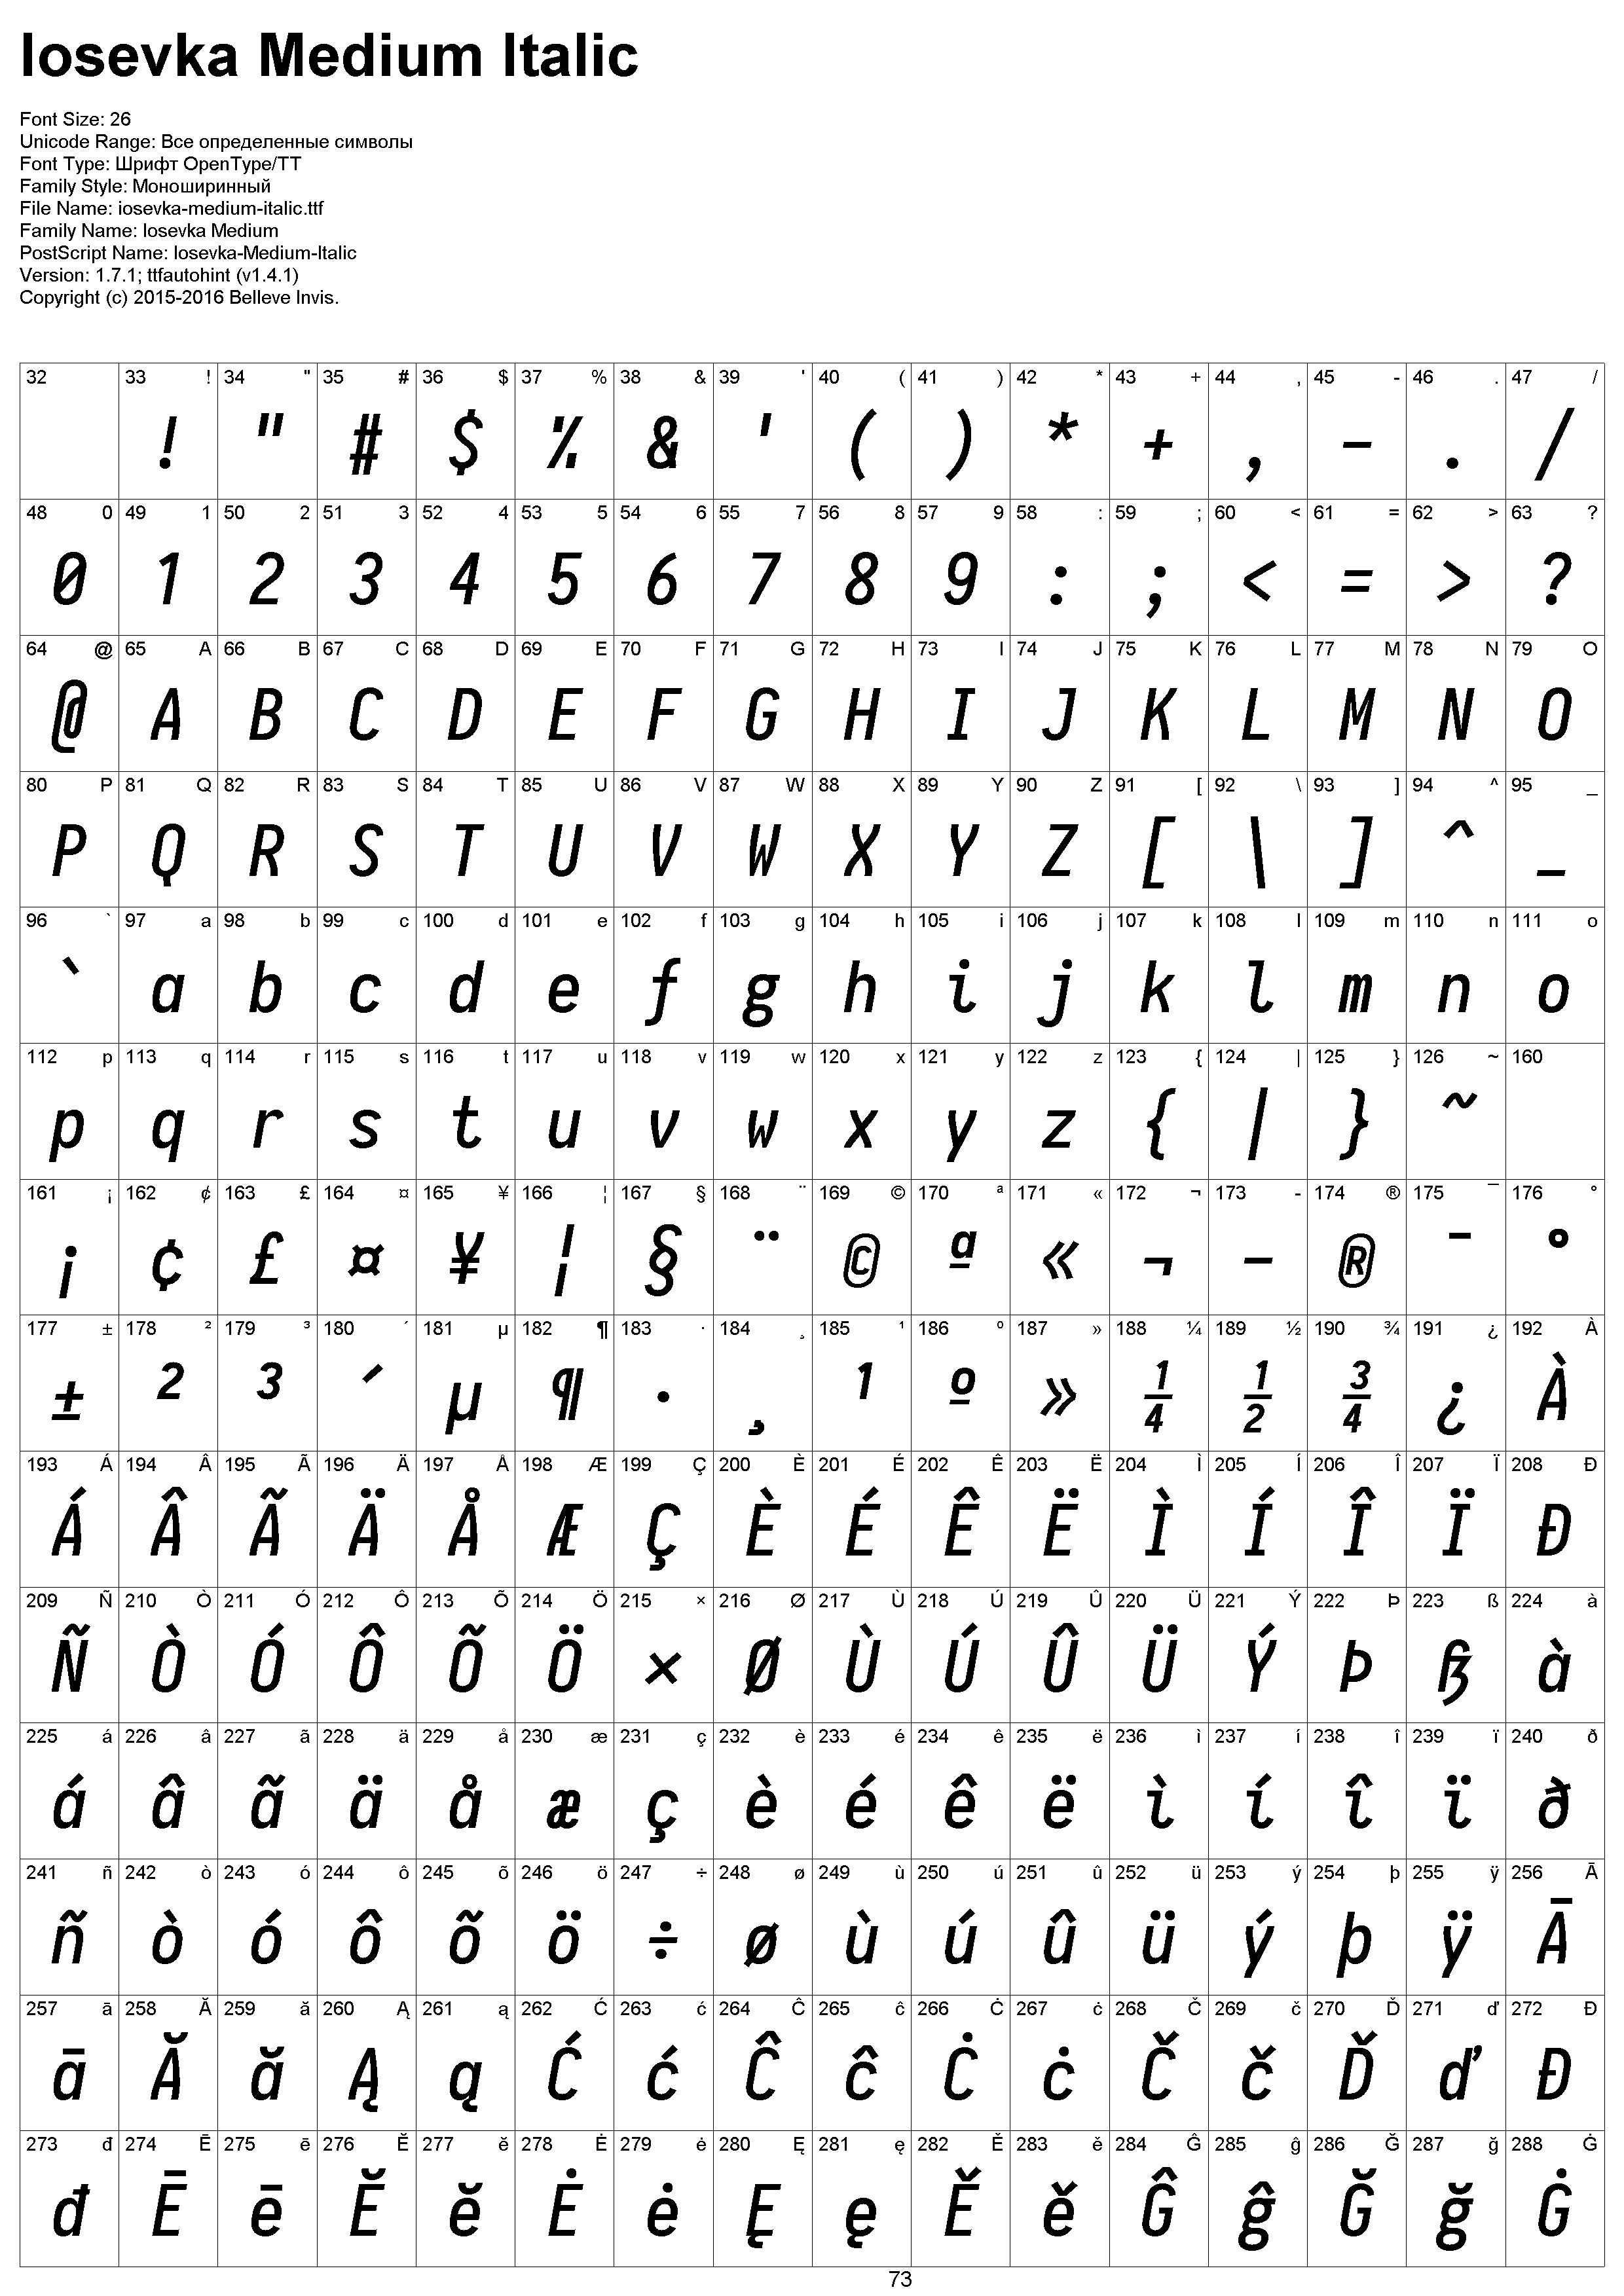 Iosevka Medium Italic
Font Size: 26
Unicode Range: Все определенные символы
Font Type: Шрифт OpenType/TT
Family Style: Моноширинный
File Name: iosevka-medium-italic.ttf
Family Name: Iosevka Medium
PostScript Name: Iosevka-Medium-Italic
Version: 1.7.1; ttfautohint (v1.4.1)
Copyright (c) 2015-2016 Belleve Invis.
32 33 ! 34 " 35 # 36 $ 37 % 38 & 39 ' 40 ( 41 ) 42 * 43 + 44 , 45 - 46 . 47 /
! " # $ % & ' ( ) * + , - . /
48 0 49 1 50 2 51 3 52 4 53 5 54 6 55 7 56 8 57 9 58 : 59 ; 60 < 61 = 62 > 63 ?
0 1 2 3 4 5 6 7 8 9 : ; < = > ?
64 @ 65 A 66 B 67 C 68 D 69 E 70 F 71 G 72 H 73 I 74 J 75 K 76 L 77 M 78 N 79 O
@ A B C D E F G H I J K L M N O
80 P 81 Q 82 R 83 S 84 T 85 U 86 V 87 W 88 X 89 Y 90 Z 91 [ 92 \ 93 ] 94 ^ 95 _
P Q R S T U V W X Y Z [ \ ] ^ _
96 ` 97 a 98 b 99 c 100 d 101 e 102 f 103 g 104 h 105 i 106 j 107 k 108 l 109 m 110 n 111 o
` a b c d e f g h i j k l m n o
112 p 113 q 114 r 115 s 116 t 117 u 118 v 119 w 120 x 121 y 122 z 123 { 124 | 125 } 126 ~ 160
p q r s t u v w x y z { | } ~
161 ¡ 162 ¢ 163 £ 164 ¤ 165 ¥ 166 ¦ 167 § 168 ¨ 169 © 170 ª 171 « 172 ¬ 173 - 174 ® 175 ¯ 176 °
¡ ¢ £ ¤ ¥ ¦ § ¨ © ª « ¬ - ® ¯ °
177 ± 178 ² 179 ³ 180 ´ 181 µ 182 ¶ 183 · 184 ¸ 185 ¹ 186 º 187 » 188 ¼ 189 ½ 190 ¾ 191 ¿ 192 À
± ² ³ ´ µ ¶ · ¸ ¹ º » ¼ ½ ¾ ¿ À
193 Á 194 Â 195 Ã 196 Ä 197 Å 198 Æ 199 Ç 200 È 201 É 202 Ê 203 Ë 204 Ì 205 Í 206 Î 207 Ï 208 Ð
Á Â Ã Ä Å Æ Ç È É Ê Ë Ì Í Î Ï Ð
209 Ñ 210 Ò 211 Ó 212 Ô 213 Õ 214 Ö 215 × 216 Ø 217 Ù 218 Ú 219 Û 220 Ü 221 Ý 222 Þ 223 ß 224 à
Ñ Ò Ó Ô Õ Ö × Ø Ù Ú Û Ü Ý Þ ß à
225 á 226 â 227 ã 228 ä 229 å 230 æ 231 ç 232 è 233 é 234 ê 235 ë 236 ì 237 í 238 î 239 ï 240 ð
á â ã ä å æ ç è é ê ë ì í î ï ð
241 ñ 242 ò 243 ó 244 ô 245 õ 246 ö 247 ÷ 248 ø 249 ù 250 ú 251 û 252 ü 253 ý 254 þ 255 ÿ 256 Ā
ñ ò ó ô õ ö ÷ ø ù ú û ü ý þ ÿ Ā
257 ā 258 Ă 259 ă 260 Ą 261 ą 262 Ć 263 ć 264 Ĉ 265 ĉ 266 Ċ 267 ċ 268 Č 269 č 270 Ď 271 ď 272 Đ
ā Ă ă Ą ą Ć ć Ĉ ĉ Ċ ċ Č č Ď ď Đ
273 đ 274 Ē 275 ē 276 Ĕ 277 ĕ 278 Ė 279 ė 280 Ę 281 ę 282 Ě 283 ě 284 Ĝ 285 ĝ 286 Ğ 287 ğ 288 Ġ
đ Ē ē Ĕ ĕ Ė ė Ę ę Ě ě Ĝ ĝ Ğ ğ Ġ
73